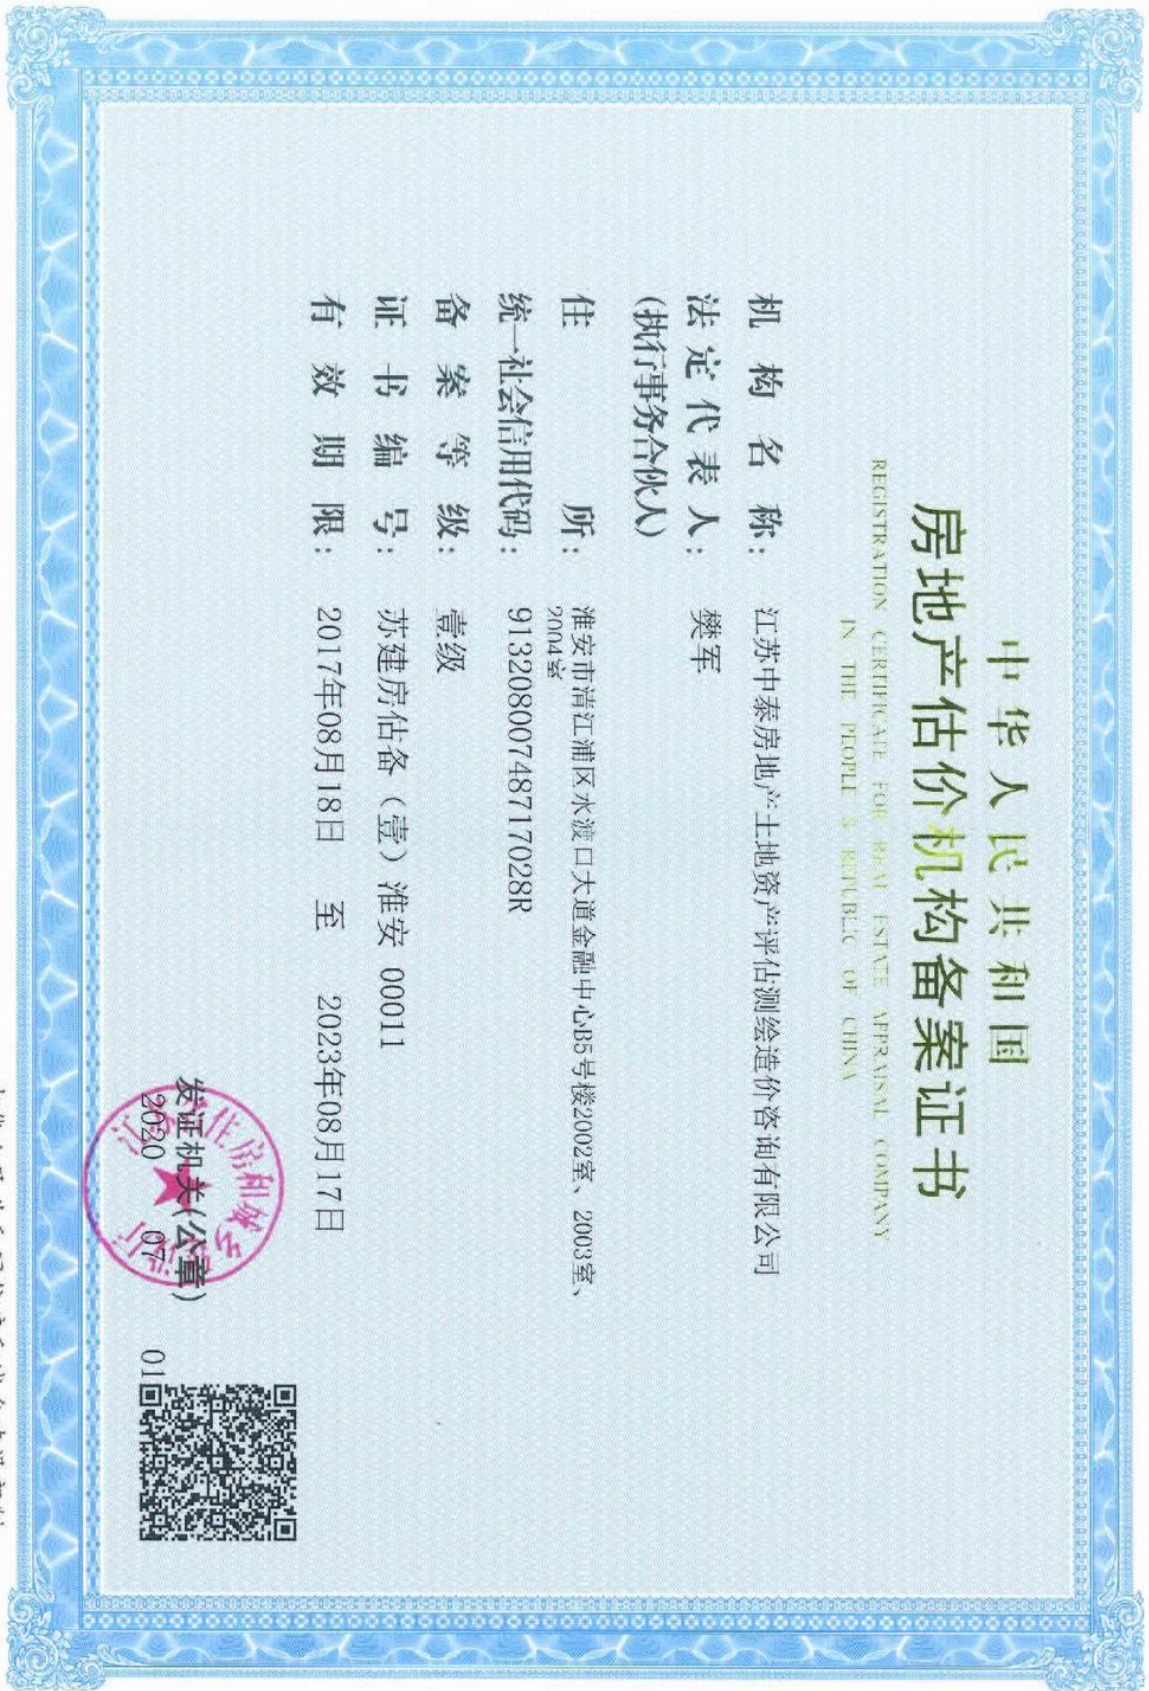 中华人民共和国
房地产估价机构备案证书
REGISTRATION CERTIFICATE FOR REAL ESTATE APPRAISAL COMPANY
IN THE PEOPLE'S REPUBLIC OF CHINA
机构名称：江苏中泰房地产土地资产评估测绘造价咨询有限公司
法定代表人：樊军
(执行事务合伙人)
住所：淮安市清江浦区水渡口大道金融中心B5号楼2002室、2003室、
2004室
统一社会信用代码：91320800748717028R
备案等级：壹级
证书编号：苏建房估备（壹）淮安 00011
有效期限：2017年08月18日 至 2023年08月17日
发证机关(公章)
2020 07 01